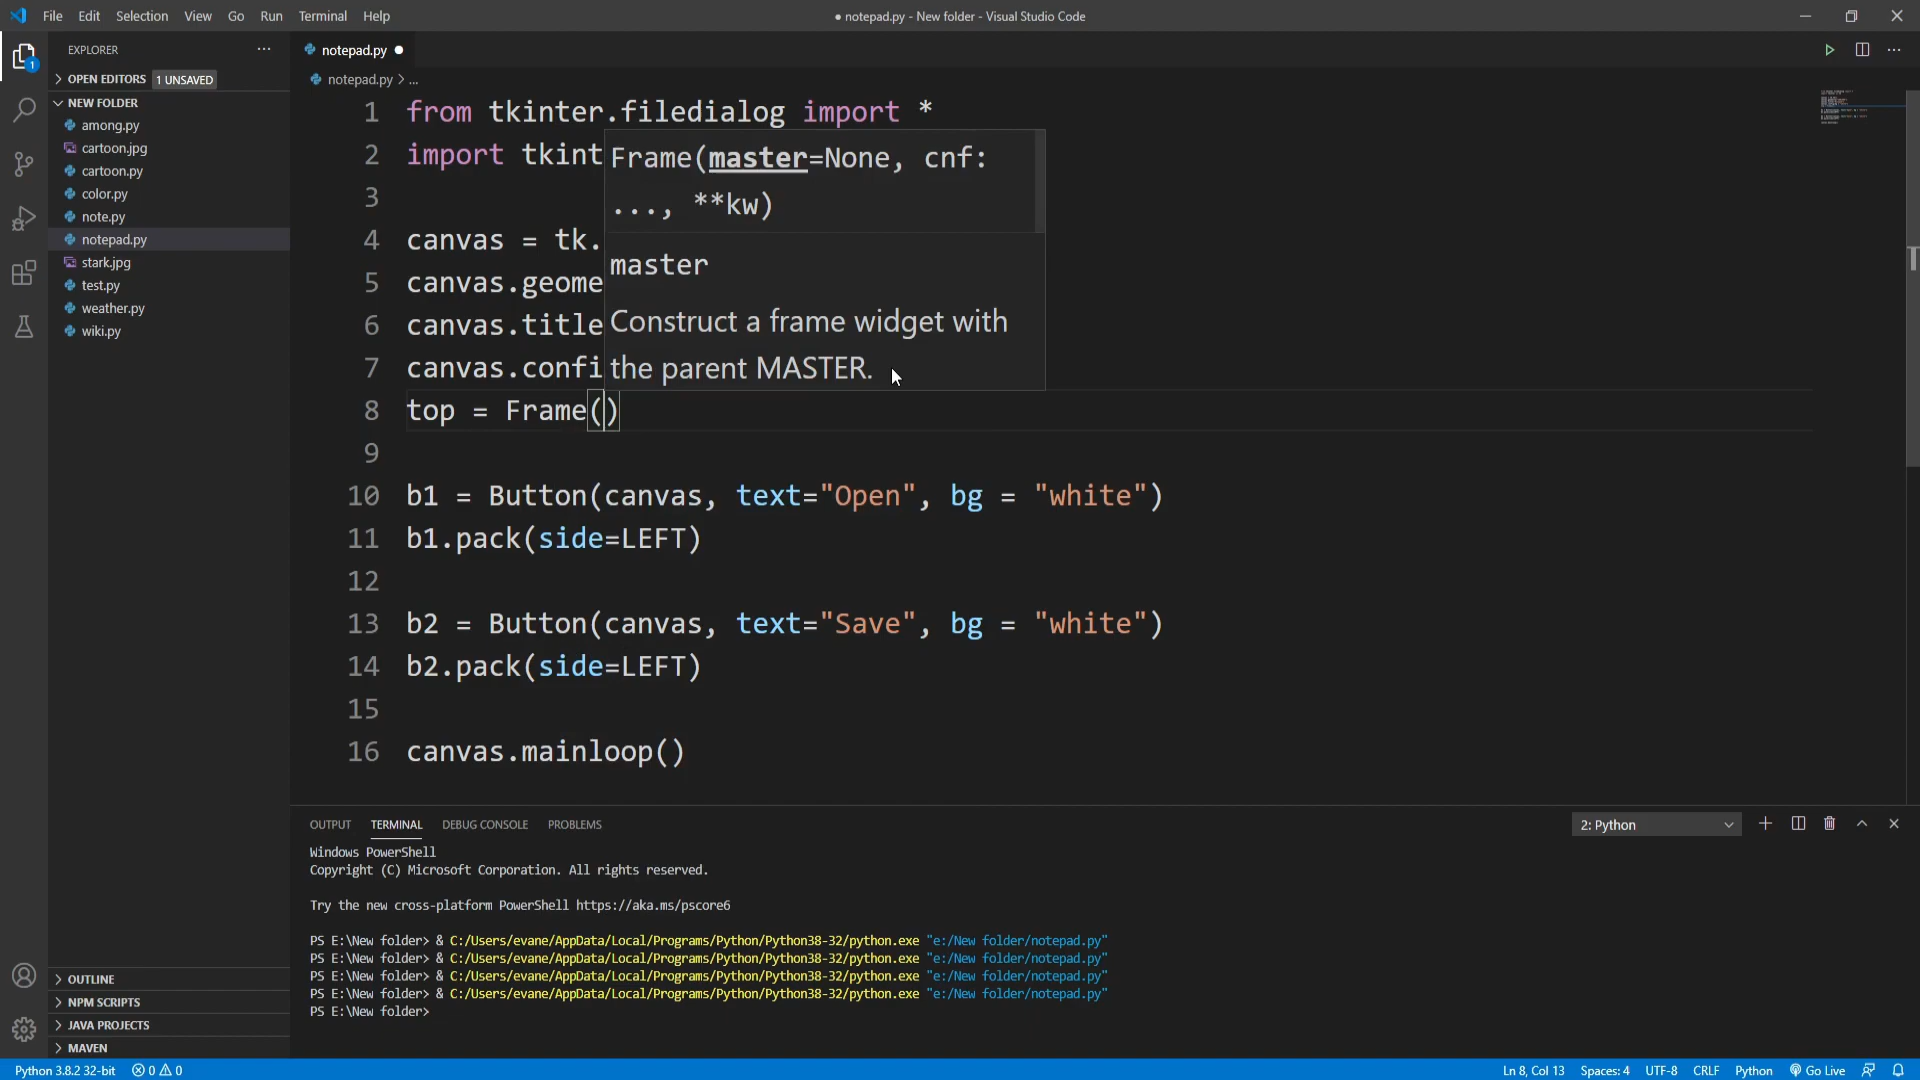 File Edit Selection View Go Run Terminal Help
● notepad.py - New folder - Visual Studio Code
EXPLORER
OPEN EDITORS 1 UNSAVED
NEW FOLDER
among.py
cartoon.jpg
cartoon.py
color.py
note.py
notepad.py
stark.jpg
test.py
weather.py
wiki.py
OUTLINE
NPM SCRIPTS
JAVA PROJECTS
MAVEN
1
notepad.py ●
notepad.py > ...
1 from tkinter.filedialog import *
2 import tkint
3
4 canvas = tk.
5 canvas.geome
6 canvas.title
7 canvas.confi
8 top = Frame()
9
10 b1 = Button(canvas, text="Open", bg = "white")
11 b1.pack(side=LEFT)
12
13 b2 = Button(canvas, text="Save", bg = "white")
14 b2.pack(side=LEFT)
15
16 canvas.mainloop()
Frame(master=None, cnf:
..., **kw)
master
Construct a frame widget with
the parent MASTER.
OUTPUT TERMINAL DEBUG CONSOLE PROBLEMS
2: Python
Windows PowerShell
Copyright (C) Microsoft Corporation. All rights reserved.
Try the new cross-platform PowerShell https://aka.ms/pscore6
PS E:\New folder> & C:/Users/evane/AppData/Local/Programs/Python/Python38-32/python.exe "e:/New folder/notepad.py"
PS E:\New folder> & C:/Users/evane/AppData/Local/Programs/Python/Python38-32/python.exe "e:/New folder/notepad.py"
PS E:\New folder> & C:/Users/evane/AppData/Local/Programs/Python/Python38-32/python.exe "e:/New folder/notepad.py"
PS E:\New folder> & C:/Users/evane/AppData/Local/Programs/Python/Python38-32/python.exe "e:/New folder/notepad.py"
PS E:\New folder>
Python 3.8.2 32-bit 0 0
Ln 8, Col 13 Spaces: 4 UTF-8 CRLF Python Go Live